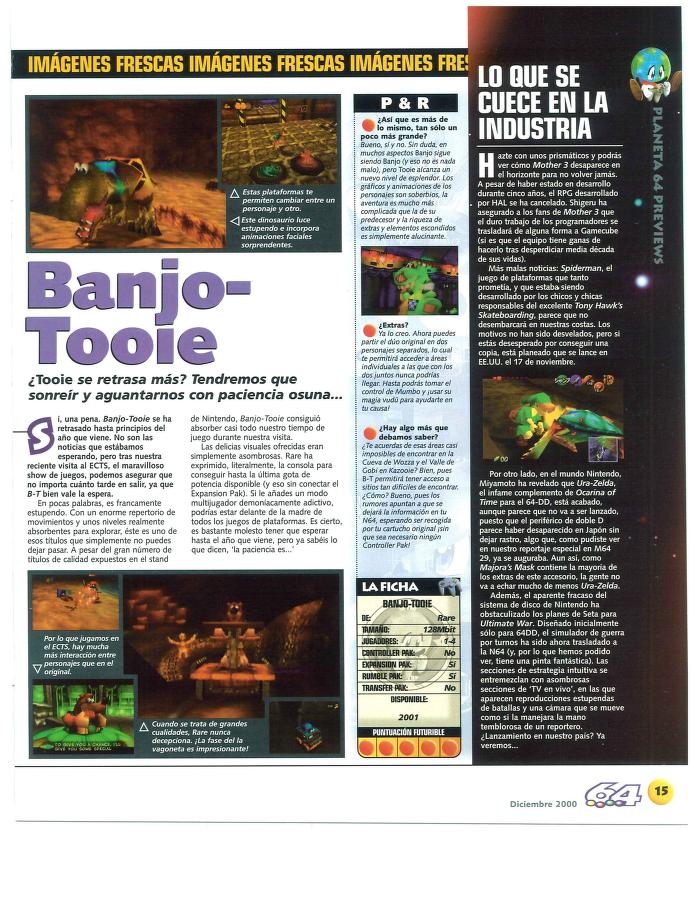 IMÁGENES FRESCAS IMÁGENES FRESCAS IMÁGENES FRES
Estas plataformas te
permiten cambiar entre un
personaje y otro.
Este dinosaurio luce
estupendo e incorpora
animaciones faciales
sorprendentes.
Banjo-
Tooie
¿Tooie se retrasa más? Tendremos que
sonreír y aguantarnos con paciencia osuna...
Sí, una pena. Banjo-Tooie se ha
retrasado hasta principios del
año que viene. No son las
noticias que estábamos
esperando, pero tras nuestra
reciente visita al ECTS, el maravilloso
show de juegos, podemos asegurar que
no importa cuánto tarde en salir, ya que
B-T bien vale la espera.
En pocas palabras, es francamente
estupendo. Con un enorme repertorio de
movimientos y unos niveles realmente
absorbentes para explorar, éste es uno de
esos títulos que simplemente no puedes
dejar pasar. A pesar del gran número de
títulos de calidad expuestos en el stand
de Nintendo, Banjo-Tooie consiguió
absorber casi todo nuestro tiempo de
juego durante nuestra visita.
Las delicias visuales ofrecidas eran
simplemente asombrosas. Rare ha
exprimido, literalmente, la consola para
conseguir hasta la última gota de
potencia disponible (y eso sin conectar el
Expansion Pak). Si le añades un modo
multijugador demoniacamente adictivo,
podrías estar delante de la madre de
todos los juegos de plataformas. Es cierto,
es bastante molesto tener que esperar
hasta el año que viene, pero ya sabéis lo
que dicen, 'la paciencia es...'
Por lo que jugamos en
el ECTS, hay mucha
más interacción entre
personajes que en el
original.
TO GIVE YOU A CHANCE, I'LL
GIVE YOU SOME SPECIAL
Cuando se trata de grandes
cualidades, Rare nunca
decepciona. ¡La fase del la
vagoneta es impresionante!
P & R
¿Así que es más de
lo mismo, tan sólo un
poco más grande?
Bueno, sí y no. Sin duda, en
muchos aspectos Banjo sigue
siendo Banjo (y eso no es nada
malo), pero Tooie alcanza un
nuevo nivel de esplendor. Los
gráficos y animaciones de los
personajes son soberbios, la
aventura es mucho más
complicada que la de su
predecesor y la riqueza de
extras y elementos escondidos
es simplemente alucinante.
¿Extras?
Ya lo creo. Ahora puedes
partir el dúo original en dos
personajes separados, lo cual
te permitirá acceder a áreas
individuales a las que con
los dos juntos nunca podrías
llegar. Hasta podrás tomar el
control de Mumbo ¡y usar su
magia vudú para ayudarte en
tu causa!
¿Hay algo más que
debamos saber?
¿Te acuerdas de esas áreas casi
imposibles de encontrar en la
Cueva de Wozza y el Valle de
Gobi en Kazooie? Bien, pues
B-T permitirá tener acceso a
sitios tan difíciles de encontrar.
¿Cómo? Bueno, pues los
rumores apuntan a que se
dejará la información en tu
N64, esperando ser recogida
por tu cartucho original ¡sin
que sea necesario ningún
Controller Pak!
LA FICHA
BANJO-TOOIE
DE: Rare
TAMAÑO: 128Mbit
JUGADORES: 1-4
CONTROLLER PAK: No
EXPANSION PAK: Sí
RUMBLE PAK: Sí
TRANSFER PAK: No
DISPONIBLE:
2001
PUNTUACIÓN FUTURIBLE
LO QUE SE
CUECE EN LA
INDUSTRIA
Hazte con unos prismáticos y podrás
ver cómo Mother 3 desaparece en
el horizonte para no volver jamás.
A pesar de haber estado en desarrollo
durante cinco años, el RPG desarrollado
por HAL se ha cancelado. Shigeru ha
asegurado a los fans de Mother 3 que
el duro trabajo de los programadores se
trasladará de alguna forma a Gamecube
(si es que el equipo tiene ganas de
hacerlo tras desperdiciar media década
de sus vidas).
Más malas noticias: Spiderman, el
juego de plataformas que tanto
prometía, y que estaba siendo
desarrollado por los chicos y chicas
responsables del excelente Tony Hawk's
Skateboarding, parece que no
desembarcará en nuestras costas. Los
motivos no han sido desvelados, pero si
estás desesperado por conseguir una
copia, está planeado que se lance en
EE.UU. el 17 de noviembre.
Por otro lado, en el mundo Nintendo,
Miyamoto ha revelado que Ura-Zelda,
el infame complemento de Ocarina of
Time para el 64-DD, está acabado,
aunque parece que no va a ser lanzado,
puesto que el periférico de doble D
parece haber desaparecido en Japón sin
dejar rastro, algo que, como pudiste ver
en nuestro reportaje especial en M64
29, ya se auguraba. Aun así, como
Majora's Mask contiene la mayoría de
los extras de este accesorio, la gente no
va a echar mucho de menos Ura-Zelda.
Además, el aparente fracaso del
sistema de disco de Nintendo ha
obstaculizado los planes de Seta para
Ultimate War. Diseñado inicialmente
sólo para 64DD, el simulador de guerra
por turnos ha sido ahora trasladado a
la N64 (y, por lo que hemos podido
ver, tiene una pinta fantástica). Las
secciones de estrategia intuitiva se
entremezclan con asombrosas
secciones de 'TV en vivo', en las que
aparecen reproducciones estupendas
de batallas y una cámara que se mueve
como si la manejara la mano
temblorosa de un reportero.
¿Lanzamiento en nuestro país? Ya
veremos...
PLANETA 64 PREVIEWS
Diciembre 2000
64
15